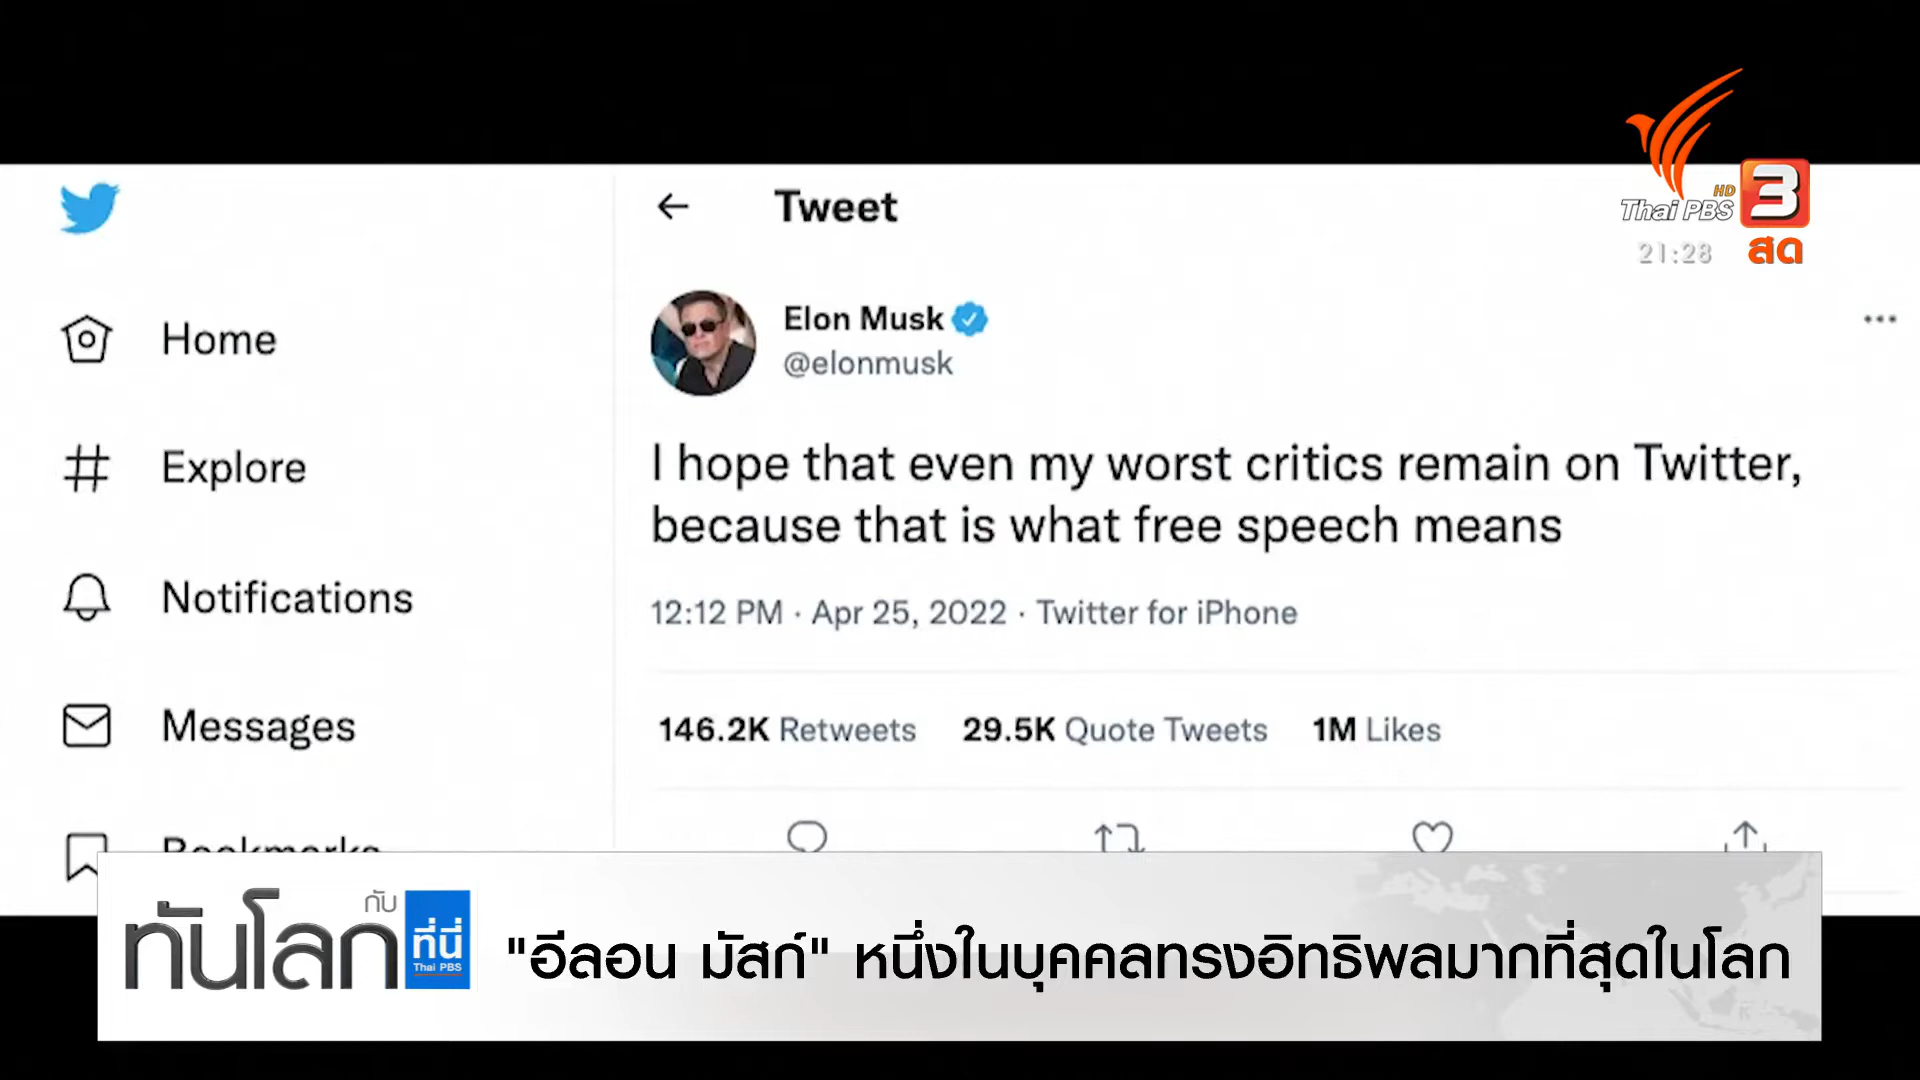 Tweet
HD
Thai PBS 3
21:28 สด
Elon Musk
@elonmusk
Home
Explore
Notifications
Messages
Bookmarks
I hope that even my worst critics remain on Twitter,
because that is what free speech means
12:12 PM · Apr 25, 2022 · Twitter for iPhone
146.2K Retweets 29.5K Quote Tweets 1M Likes
ทันโลก กับ ที่นี่ Thai PBS
"อีลอน มัสก์" หนึ่งในบุคคลทรงอิทธิพลมากที่สุดในโลก